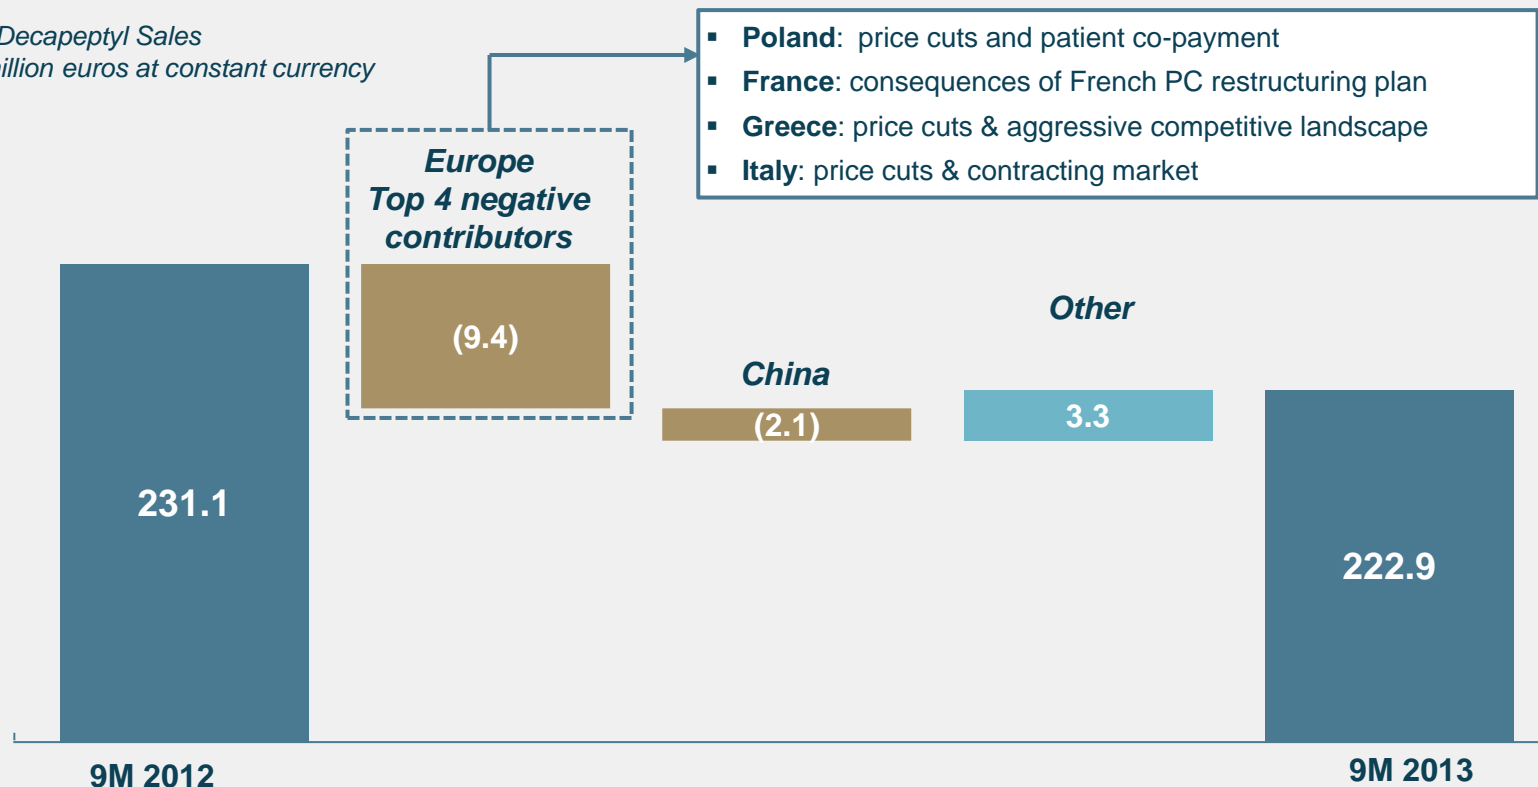 Decapeptyl Sales
illion euros at constant currency
▪ Poland: price cuts and patient co-payment
▪ France: consequences of French PC restructuring plan
▪ Greece: price cuts & aggressive competitive landscape
▪ Italy: price cuts & contracting market
Europe
Top 4 negative
contributors
Other
(9.4)
China
(2.1)
3.3
231.1
222.9
9M 2012
9M 2013